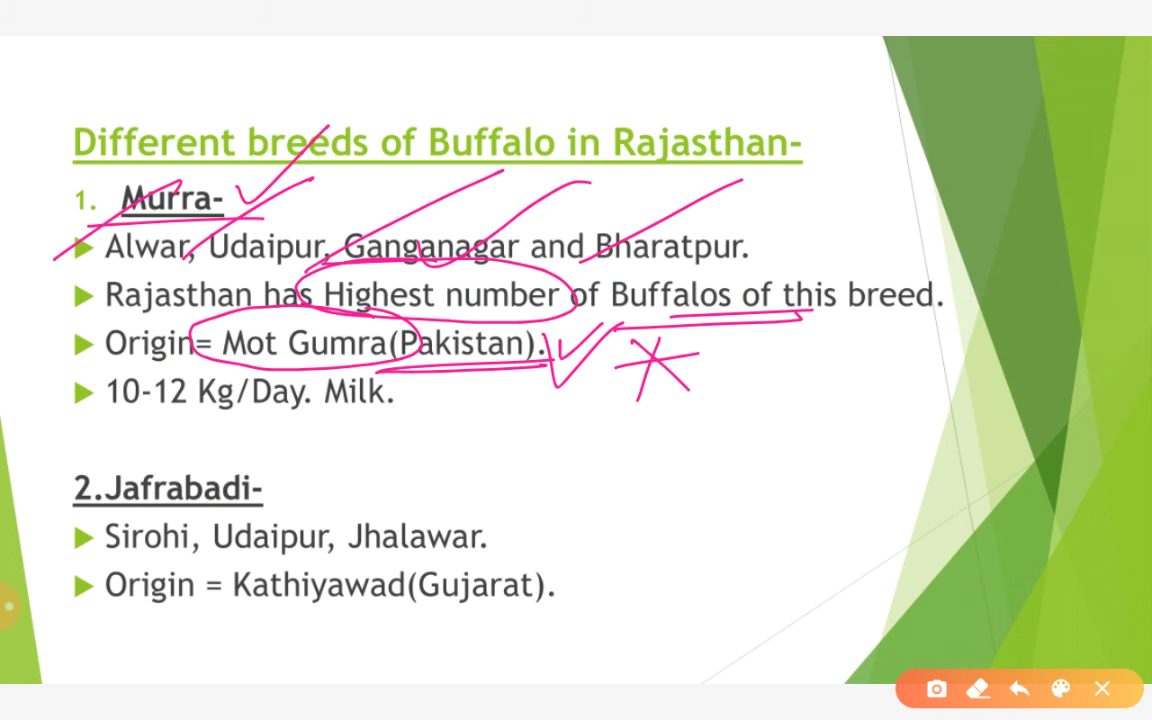 Different breeds of Buffalo in Rajasthan-
1. Murra-
Alwar, Udaipur, Ganganagar and Bharatpur.
Rajasthan has Highest number of Buffalos of this breed.
Origin= Mot Gumra(Pakistan).
10-12 Kg/Day. Milk.
2.Jafrabadi-
Sirohi, Udaipur, Jhalawar.
Origin = Kathiyawad(Gujarat).